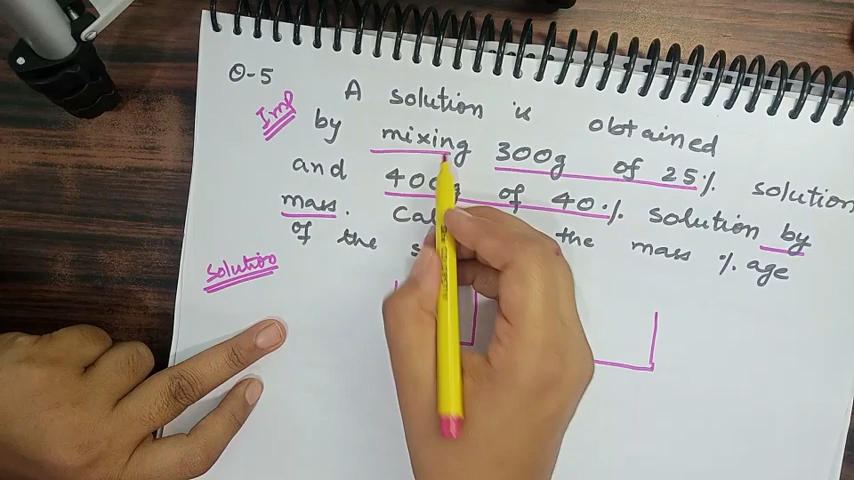 Q-5 A solution is obtained
Imp by mixing 300g of 25% solution
and 400g of 40% solution by
mass. Cal
of the s the mass % age
Solution